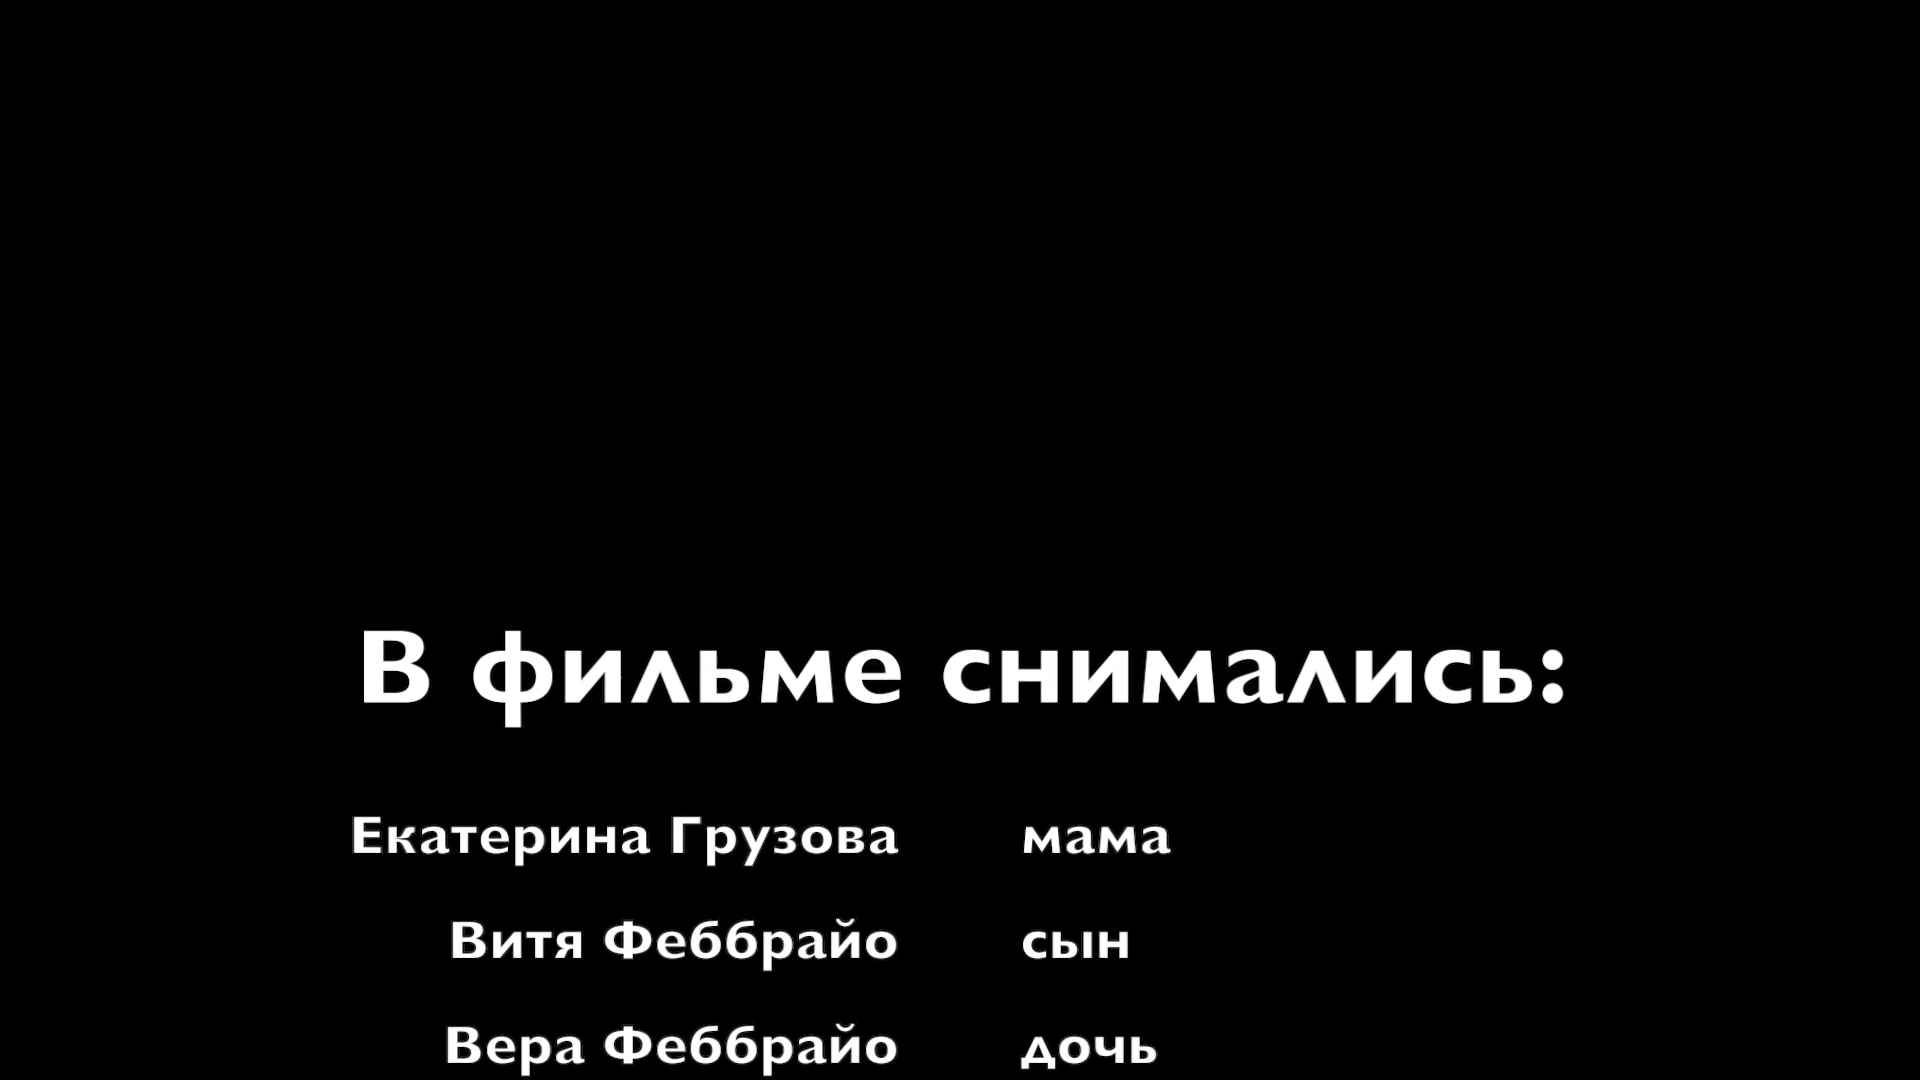 В фильме снимались:
Екатерина Грузова мама
Витя Феббрайо сын
Вера Феббрайо дочь